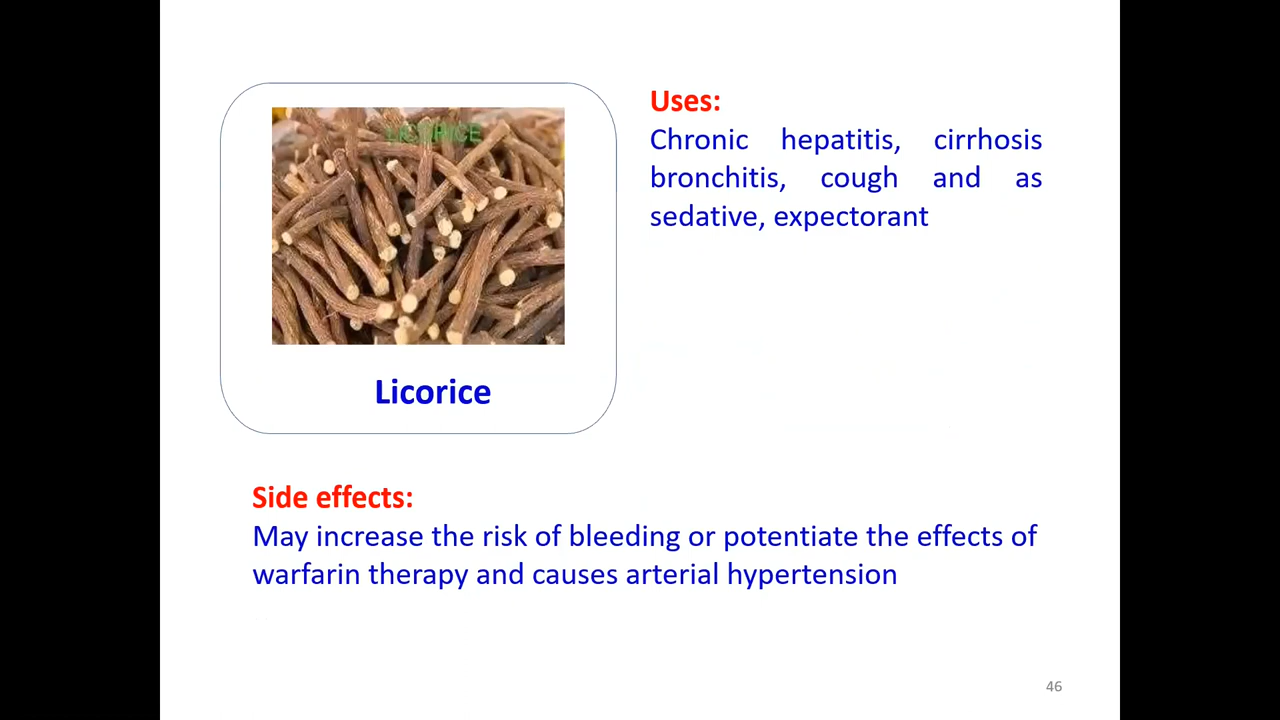 LICORICE
Licorice
Uses:
Chronic hepatitis, cirrhosis
bronchitis, cough and as
sedative, expectorant
Side effects:
May increase the risk of bleeding or potentiate the effects of
warfarin therapy and causes arterial hypertension
46